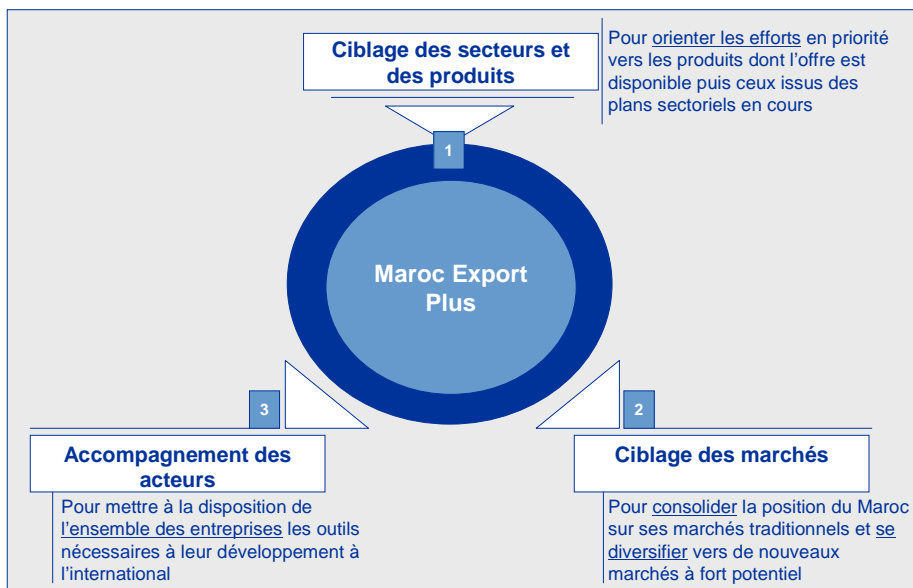 Ciblage des secteurs et
des produits
Pour orienter les efforts en priorité
vers les produits dont l'offre est
disponible puis ceux issus des
plans sectoriels en cours
1
Maroc Export
Plus
2
Ciblage des marchés
Pour consolider la position du Maroc
sur ses marchés traditionnels et se
diversifier vers de nouveaux
marchés à fort potentiel
3
Accompagnement des
acteurs
Pour mettre à la disposition de
l'ensemble des entreprises les outils
nécessaires à leur développement à
l'international